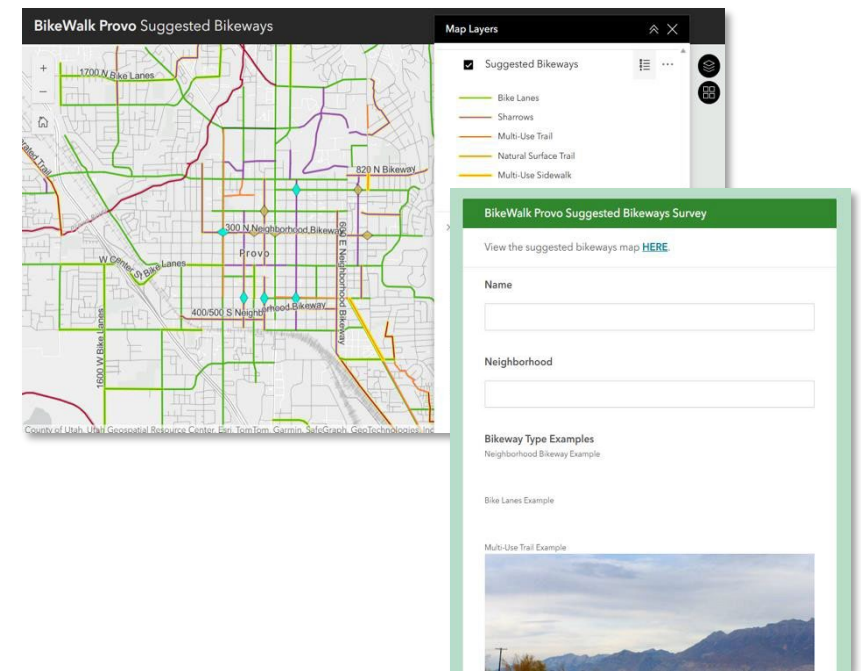 BikeWalk Provo Suggested Bikeways
Map Layers
Suggested Bikeways
Bike Lanes
Sharrows
Multi-Use Trail
Natural Surface Trail
Multi-Use Sidewalk
1700 N Bike Lanes
820 N Bikeway
300 N Neighborhood Bikeway
600 E Neighborhood Bikeway
Provo
W Center St Bike Lanes
1600 W Bike Lanes
County of Utah, Utah Geospatial Resource Center, Esri, TomTom, Garmin, SafeGraph, GeoTechnologies, Inc
BikeWalk Provo Suggested Bikeways Survey
View the suggested bikeways map HERE.
Name
Neighborhood
Bikeway Type Examples
Neighborhood Bikeway Example
Bike Lanes Example
Multi-Use Trail Example